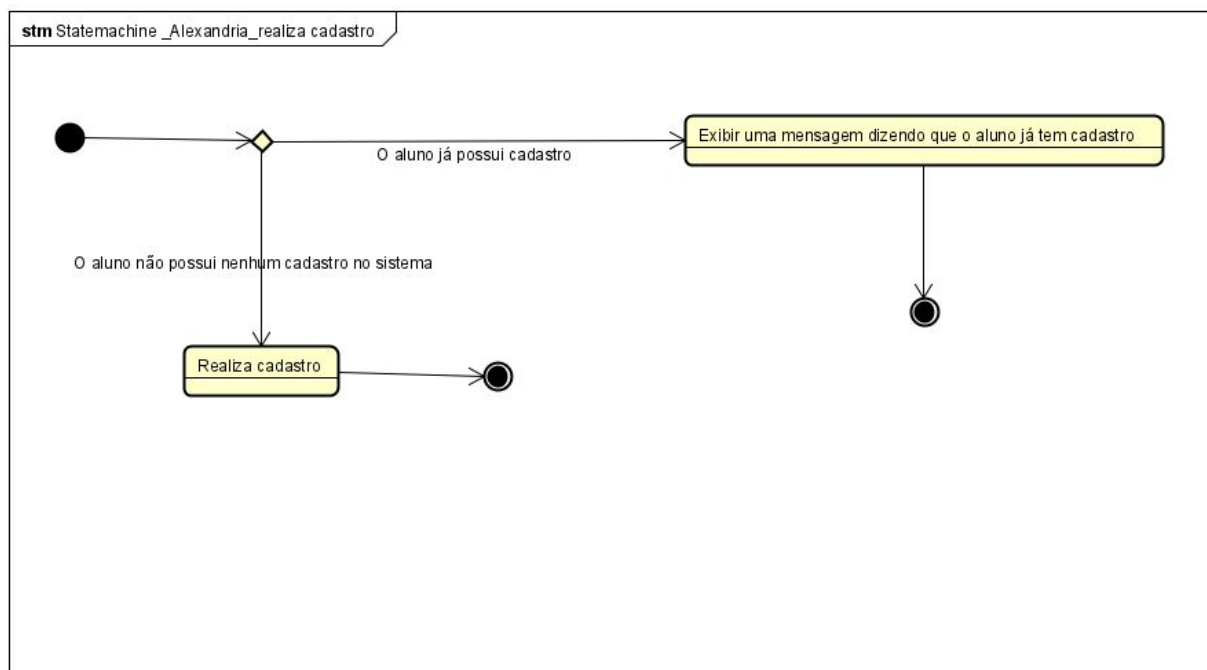 stm Statemachine _Alexandria_realiza cadastro
Exibir uma mensagem dizendo que o aluno já tem cadastro
O aluno já possui cadastro
O aluno não possui nenhum cadastro no sistema
Realiza cadastro